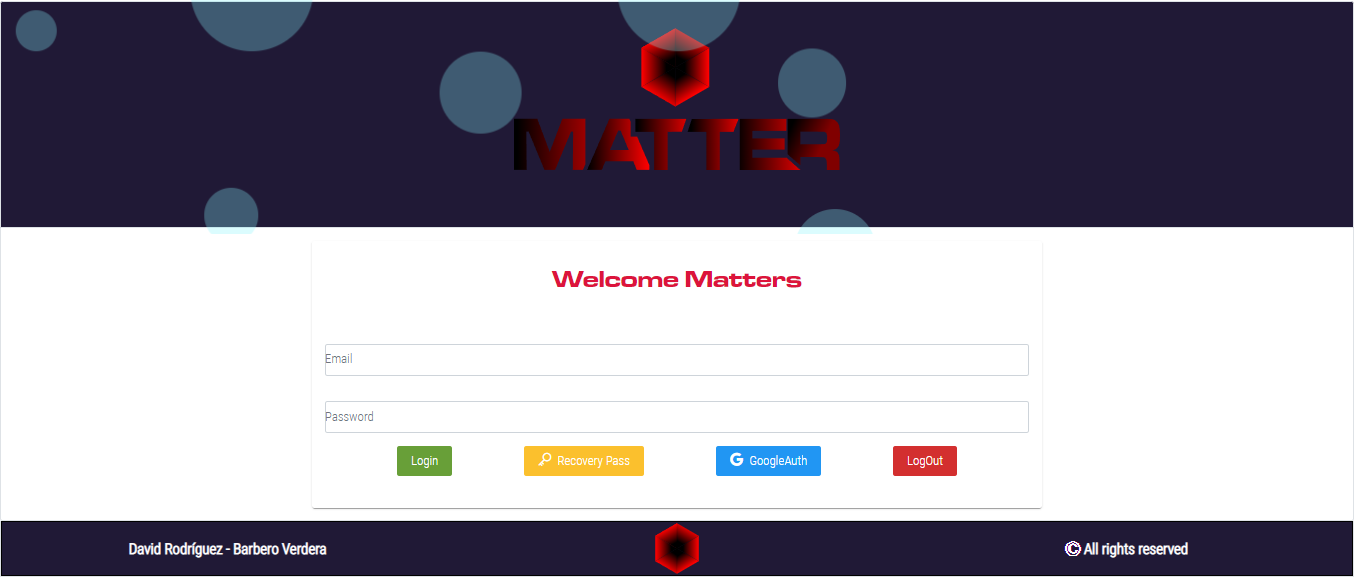 MATTER
Welcome Matters
Email
Password
Login
Recovery Pass
GoogleAuth
LogOut
David Rodríguez - Barbero Verdera
© All rights reserved